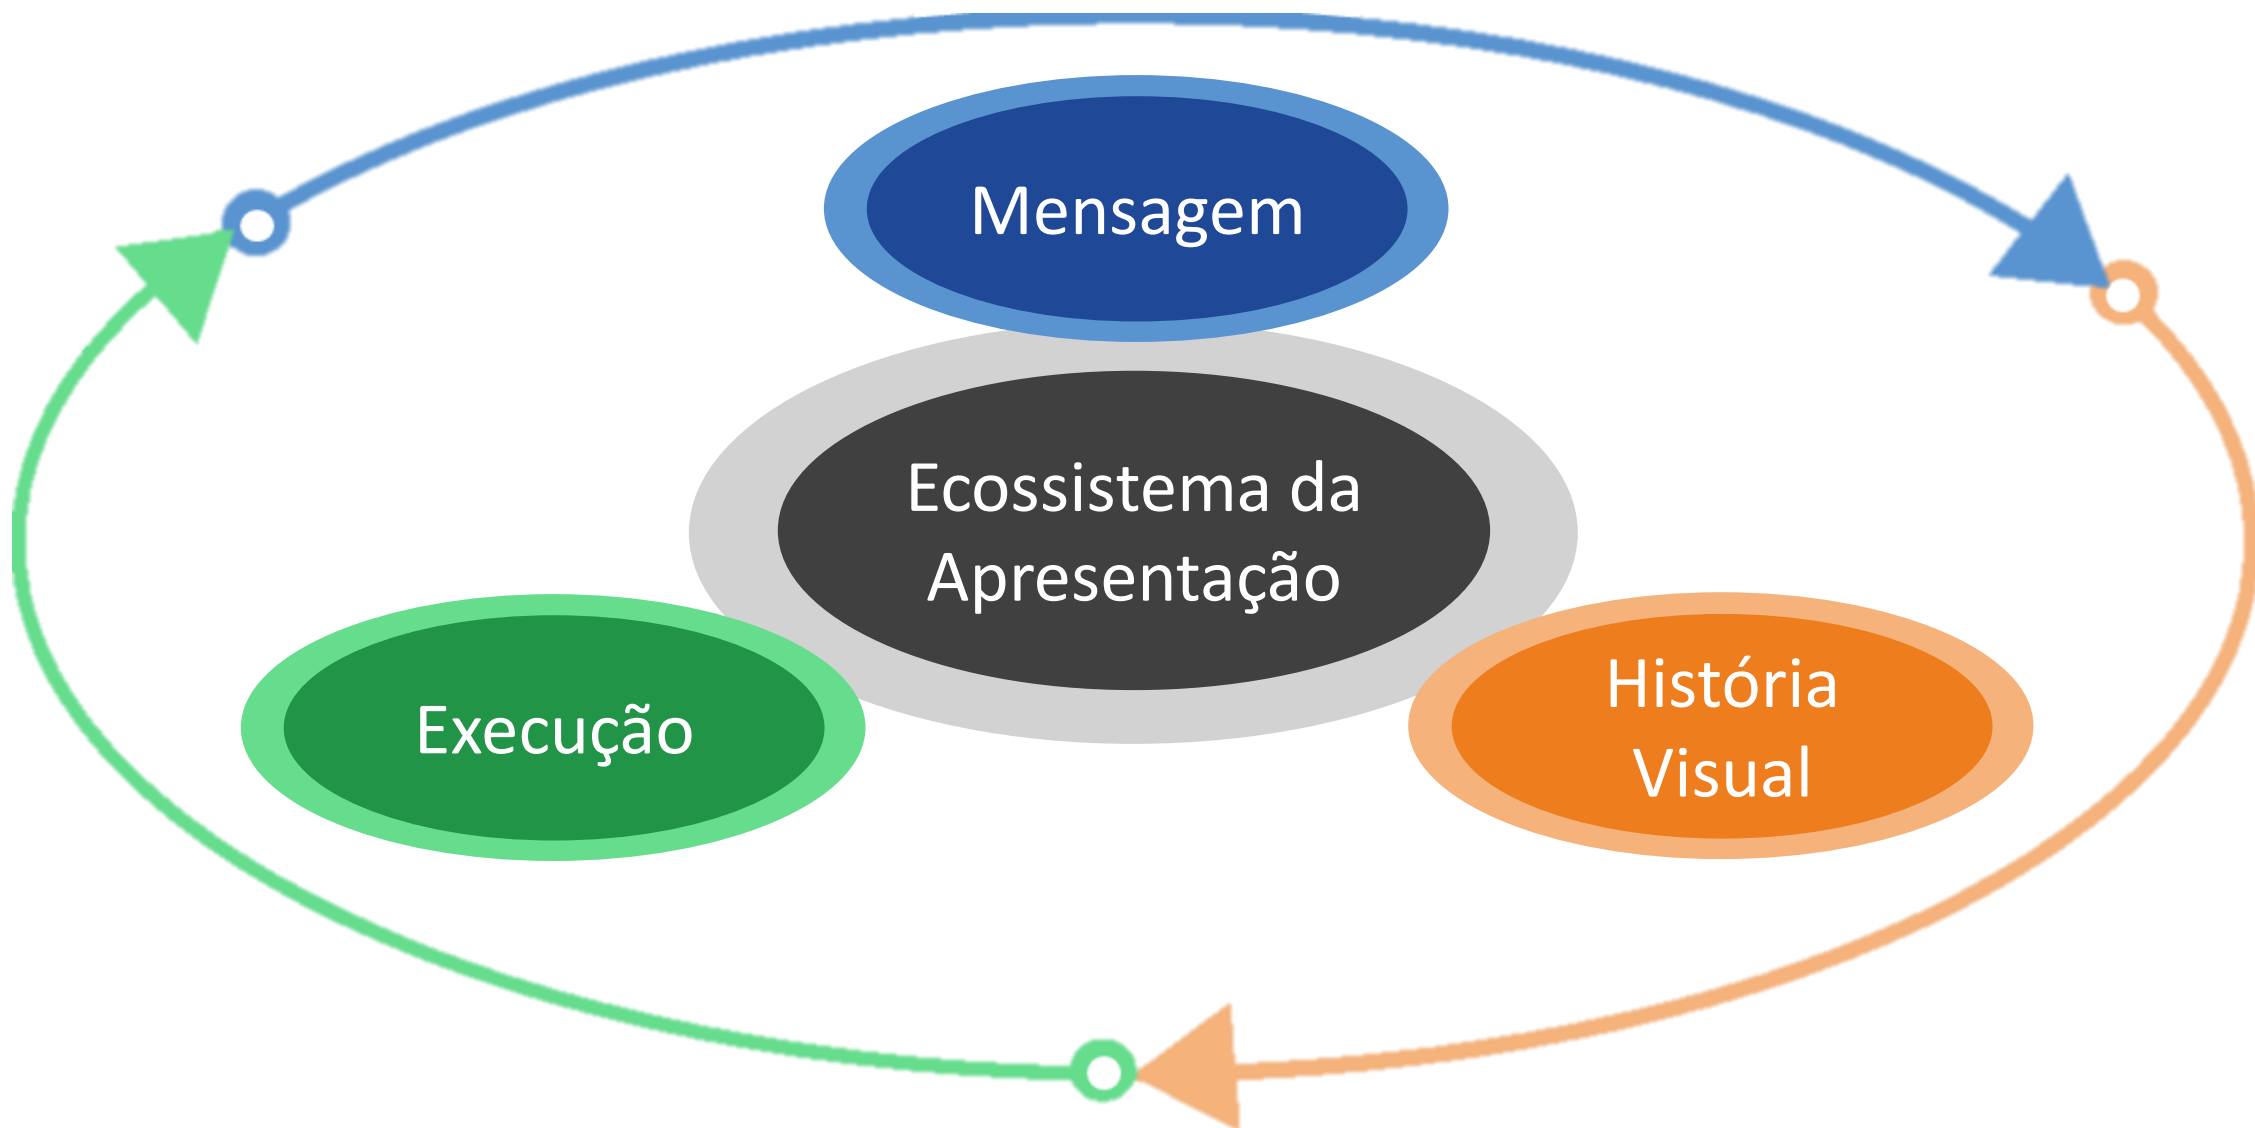 Mensagem
Ecossistema da
Apresentação
Execução
História
Visual